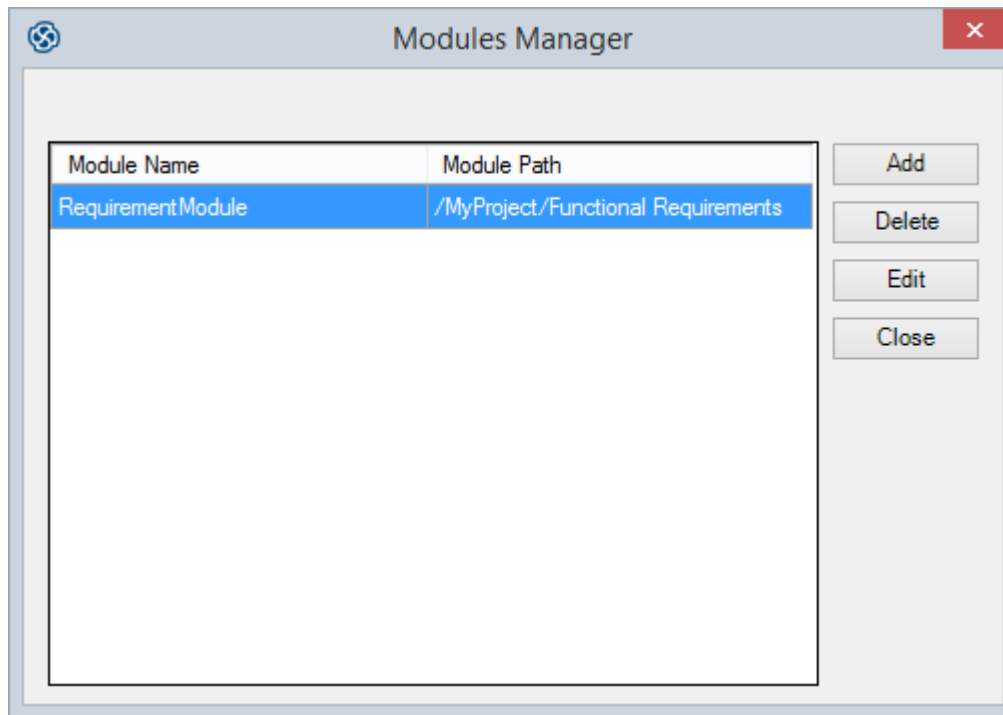 Modules Manager
Module Name Module Path
RequirementModule /MyProject/Functional Requirements
Add
Delete
Edit
Close